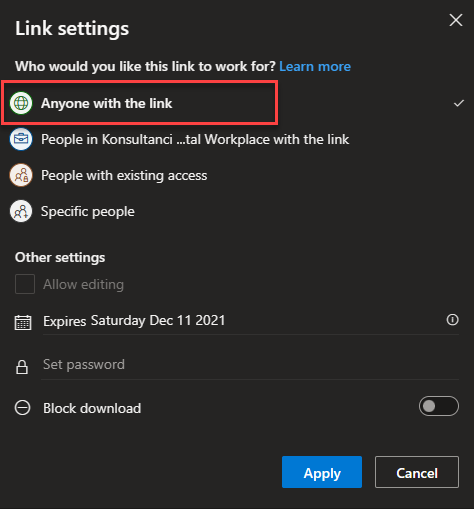 Link settings
Who would you like this link to work for? Learn more
Anyone with the link
People in Konsultanci ...tal Workplace with the link
People with existing access
Specific people
Other settings
Allow editing
Expires Saturday Dec 11 2021
Set password
Block download
Apply Cancel